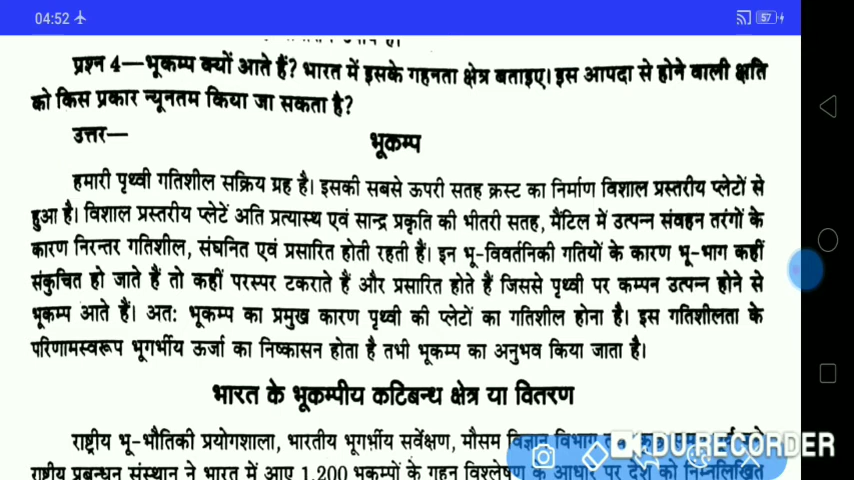 04:52
57
प्रश्न 4—भूकम्प क्यों आते हैं? भारत में इसके गहनता क्षेत्र बताइए। इस आपदा से होने वाली क्षति
को किस प्रकार न्यूनतम किया जा सकता है?
उत्तर—
भूकम्प
हमारी पृथ्वी गतिशील सक्रिय ग्रह है। इसकी सबसे ऊपरी सतह क्रस्ट का निर्माण विशाल प्रस्तरीय प्लेटों से
हुआ है। विशाल प्रस्तरीय प्लेटें अति प्रत्यास्थ एवं सान्द्र प्रकृति की भीतरी सतह, मैंटिल में उत्पन्न संवहन तरंगों के
कारण निरन्तर गतिशील, संघनित एवं प्रसारित होती रहती हैं। इन भू-विवर्तनिकी गतियों के कारण भू-भाग कहीं
संकुचित हो जाते हैं तो कहीं परस्पर टकराते हैं और प्रसारित होते हैं जिससे पृथ्वी पर कम्पन उत्पन्न होने से
भूकम्प आते हैं। अतः भूकम्प का प्रमुख कारण पृथ्वी की प्लेटों का गतिशील होना है। इस गतिशीलता के
परिणामस्वरूप भूगर्भीय ऊर्जा का निष्कासन होता है तभी भूकम्प का अनुभव किया जाता है।
भारत के भूकम्पीय कटिबन्ध क्षेत्र या वितरण
राष्ट्रीय भू-भौतिकी प्रयोगशाला, भारतीय भूगर्भीय सर्वेक्षण, मौसम विज्ञान विभाग
DU RECORDER
राष्ट्रीय प्रबन्धन संस्थान ने भारत में आए 1,200 भूकम्पों के गहन विश्लेषण के आधार पर देश को निम्नलिखित